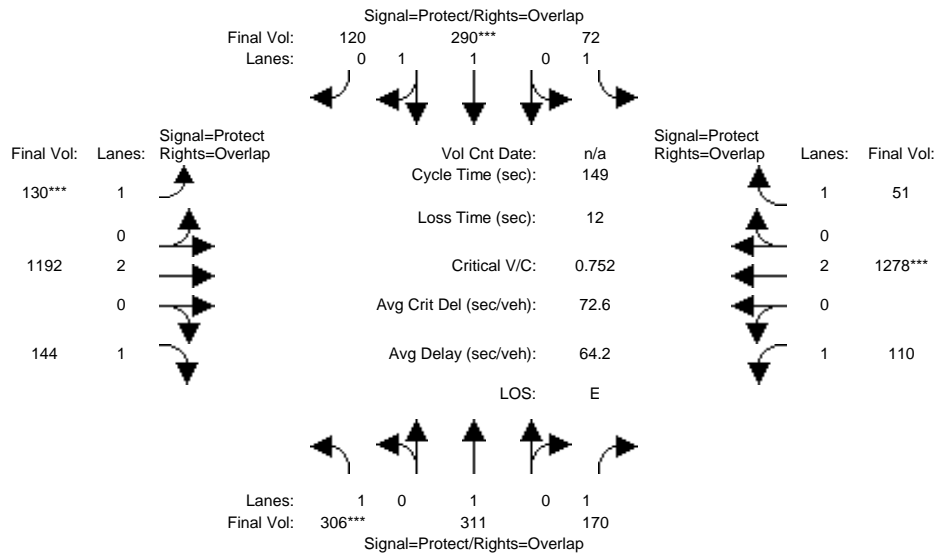 Signal=Protect/Rights=Overlap
Final Vol: 120 290*** 72
Lanes: 0 1 1 0 1
Signal=Protect
Final Vol: Lanes: Rights=Overlap
Vol Cnt Date: n/a
Signal=Protect
Rights=Overlap Lanes: Final Vol:
Cycle Time (sec): 149
130*** 1
1 51
Loss Time (sec): 12
0
0
1192 2 Critical V/C: 0.752 2 1278***
0 Avg Crit Del (sec/veh): 72.6 0
144 1 Avg Delay (sec/veh): 64.2 1 110
LOS: E
Lanes: 1 0 1 0 1
Final Vol: 306*** 311 170
Signal=Protect/Rights=Overlap